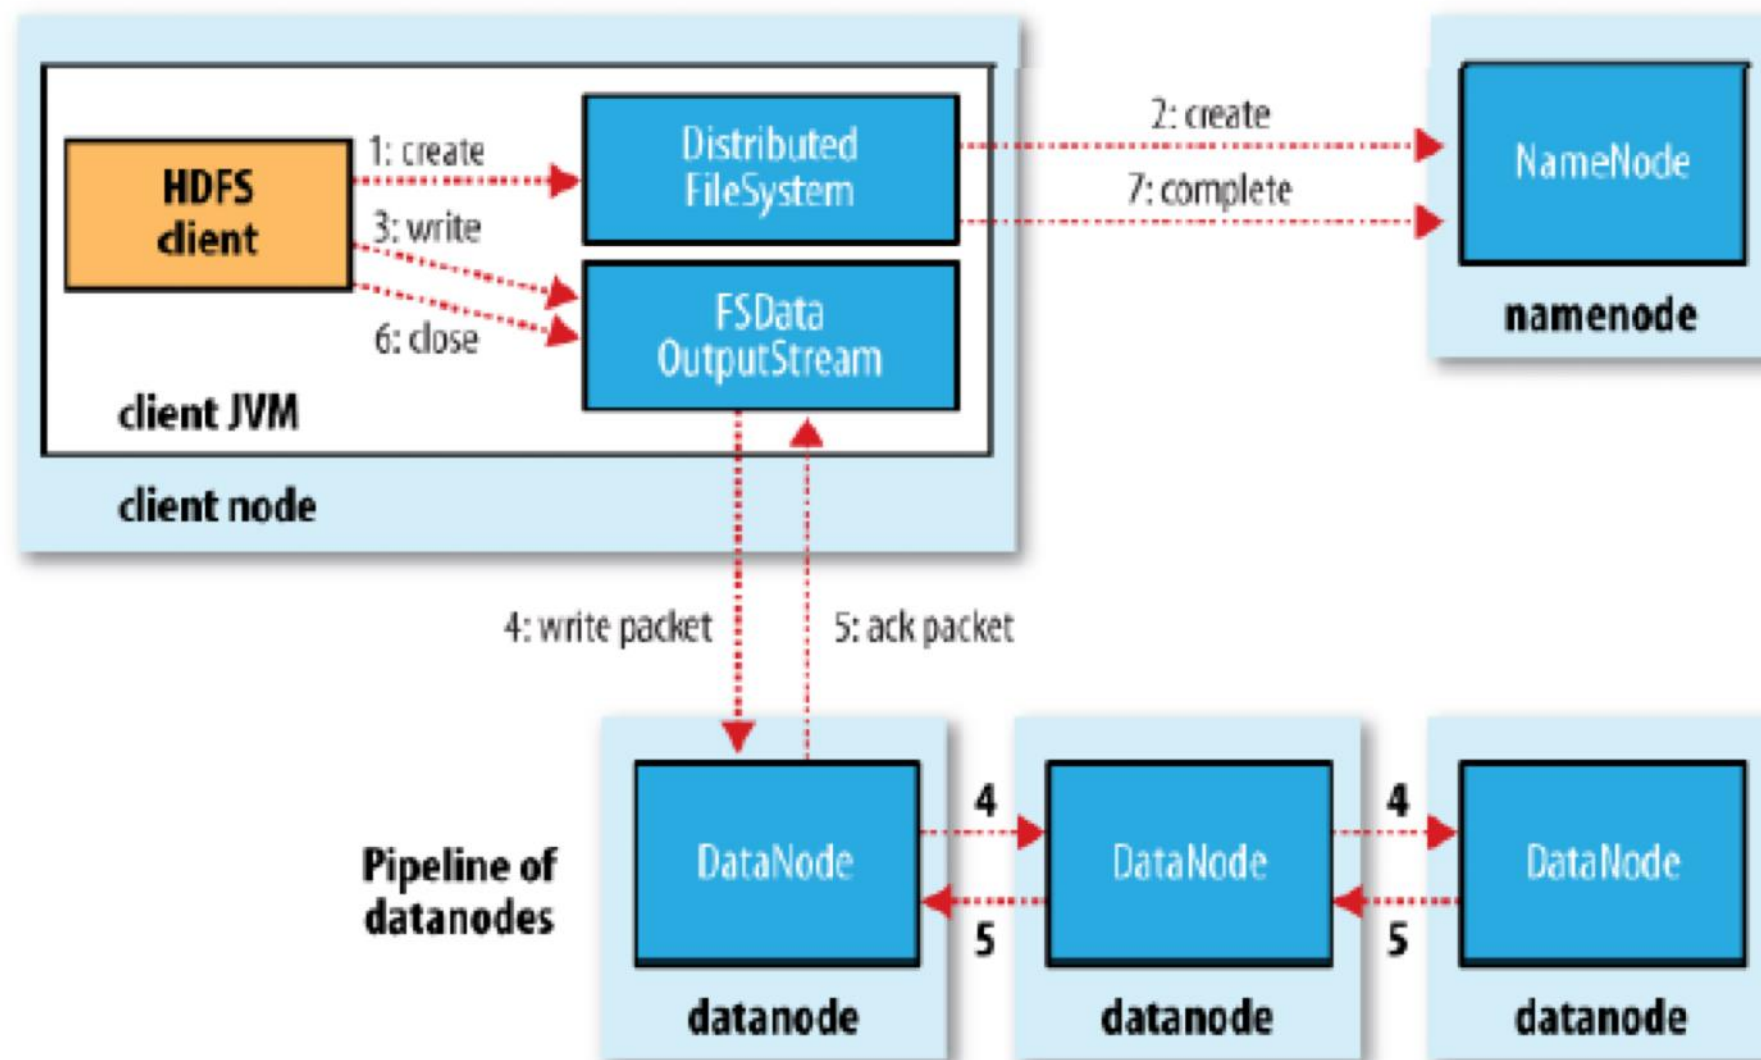 1: create
Distributed
FileSystem
2: create
NameNode
HDFS
client
7: complete
3: write
FSData
OutputStream
namenode
6: close
client JVM
client node
4: write packet
5: ack packet
4
4
Pipeline of
datanodes
DataNode
DataNode
DataNode
5
5
datanode
datanode
datanode